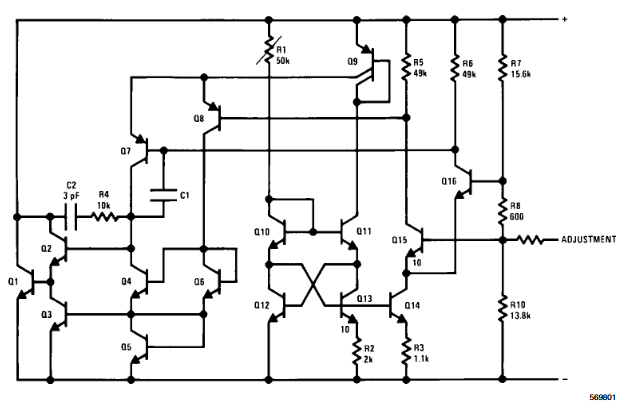 +
R1
50k
Q9
R5
49k
R6
49k
R7
15.6k
Q8
Q7
Q16
C2
3 pF
R4
10k
C1
R8
600
Q10
Q11
Q15
10
ADJUSTMENT
Q2
Q1
Q4
Q6
Q12
Q13
Q14
R10
13.8k
Q3
10
Q5
R2
2k
R3
1.1k
–
569801